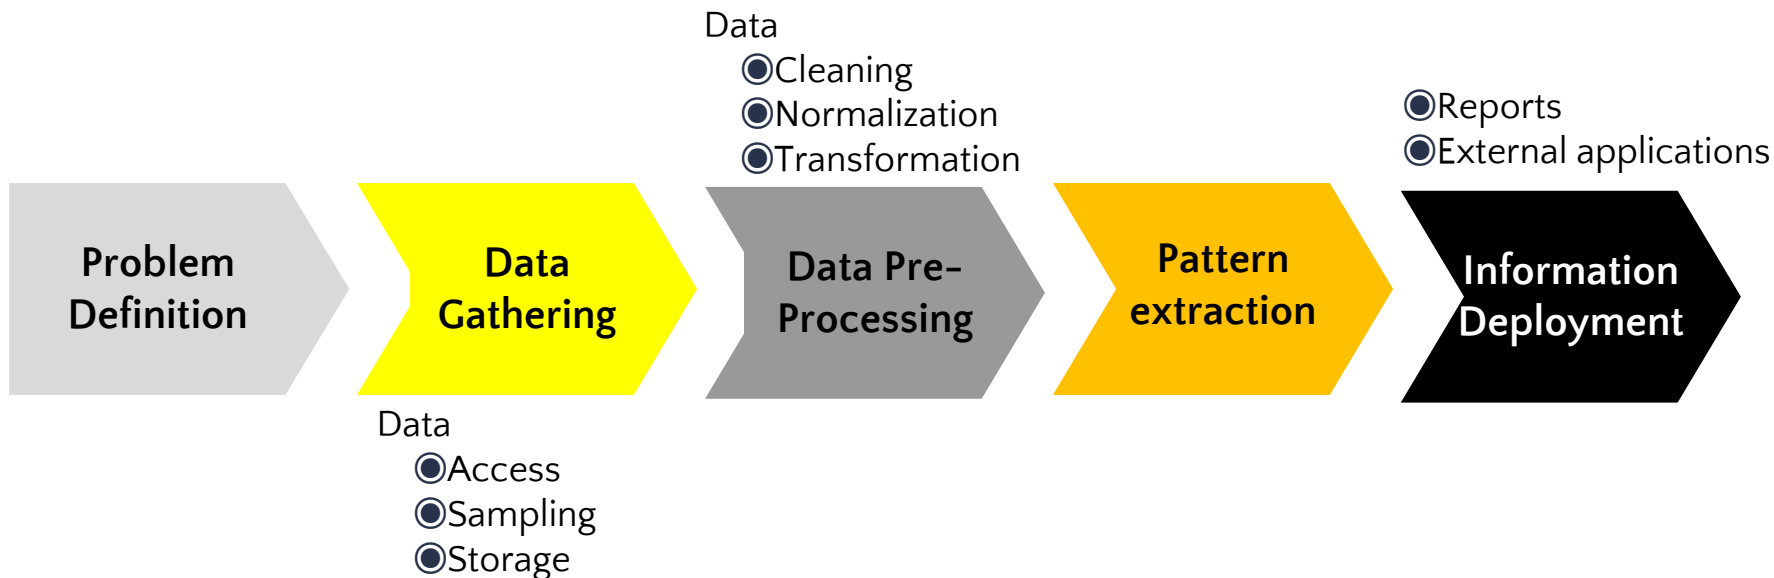 Data
Cleaning
Normalization
Transformation
Reports
External applications
Problem
Definition
Data
Gathering
Data Pre-
Processing
Pattern
extraction
Information
Deployment
Data
Access
Sampling
Storage